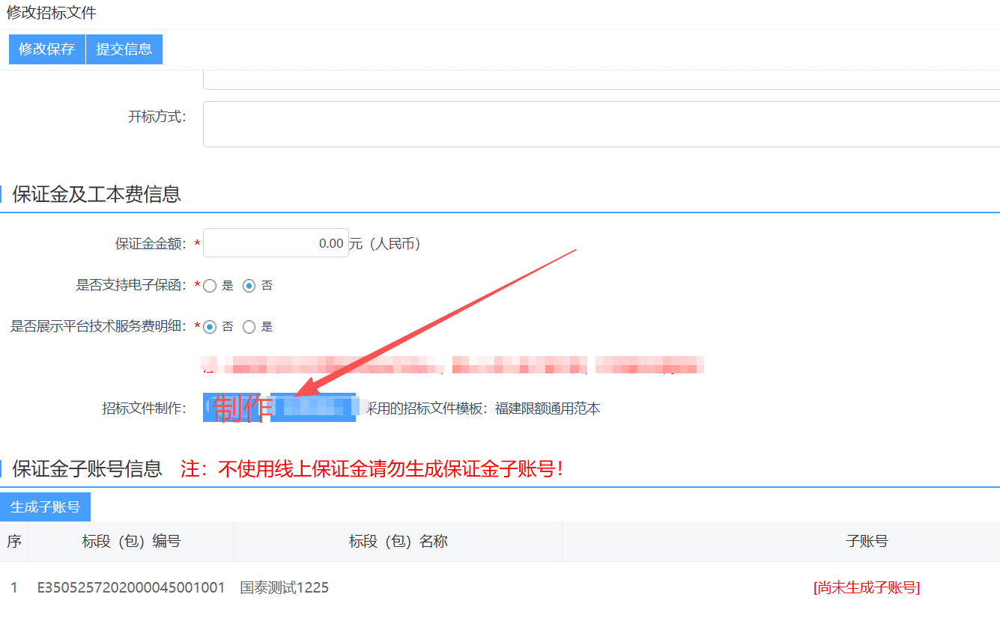 修改招标文件
修改保存 提交信息
开标方式：
保证金及工本费信息
保证金金额：* 0.00 元（人民币）
是否支持电子保函：* 是 否
是否展示平台技术服务费明细：* 否 是
招标文件制作： 制作 采用的招标文件模板：福建限额通用范本
保证金子账号信息 注：不使用线上保证金请勿生成保证金子账号！
生成子账号
序 标段（包）编号 标段（包）名称 子账号
1 E3505257202000045001001 国泰测试1225 [尚未生成子账号]